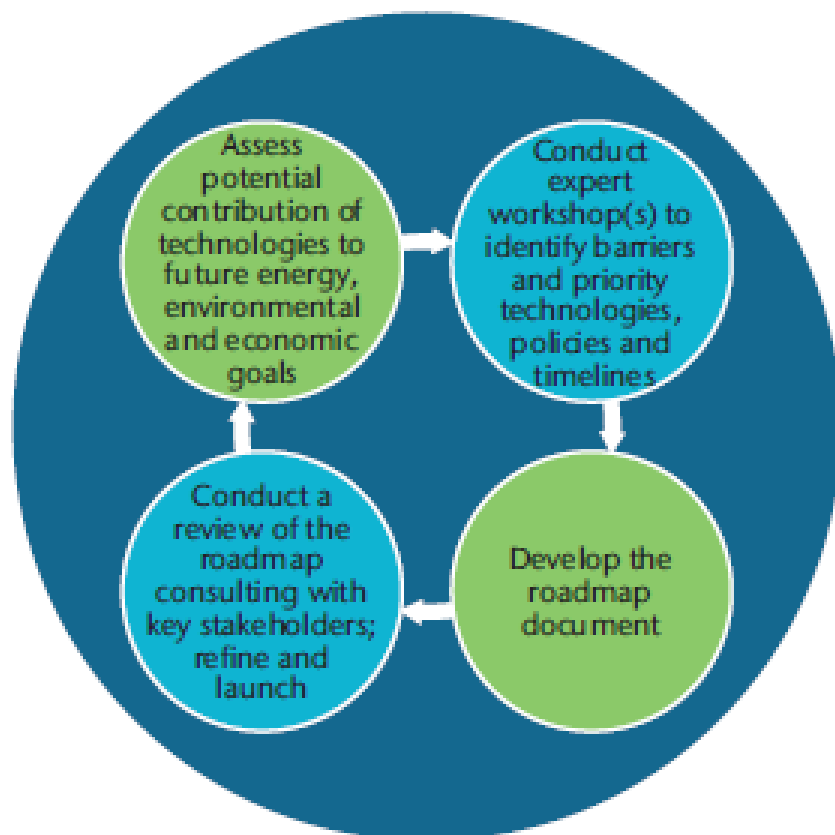 Assess
potential
contribution of
technologies to
future energy,
environmental
and economic
goals
Conduct
expert
workshop(s) to
identify barriers
and priority
technologies,
policies and
timelines
Develop the
roadmap
document
Conduct a
review of the
roadmap
consulting with
key stakeholders;
refine and
launch